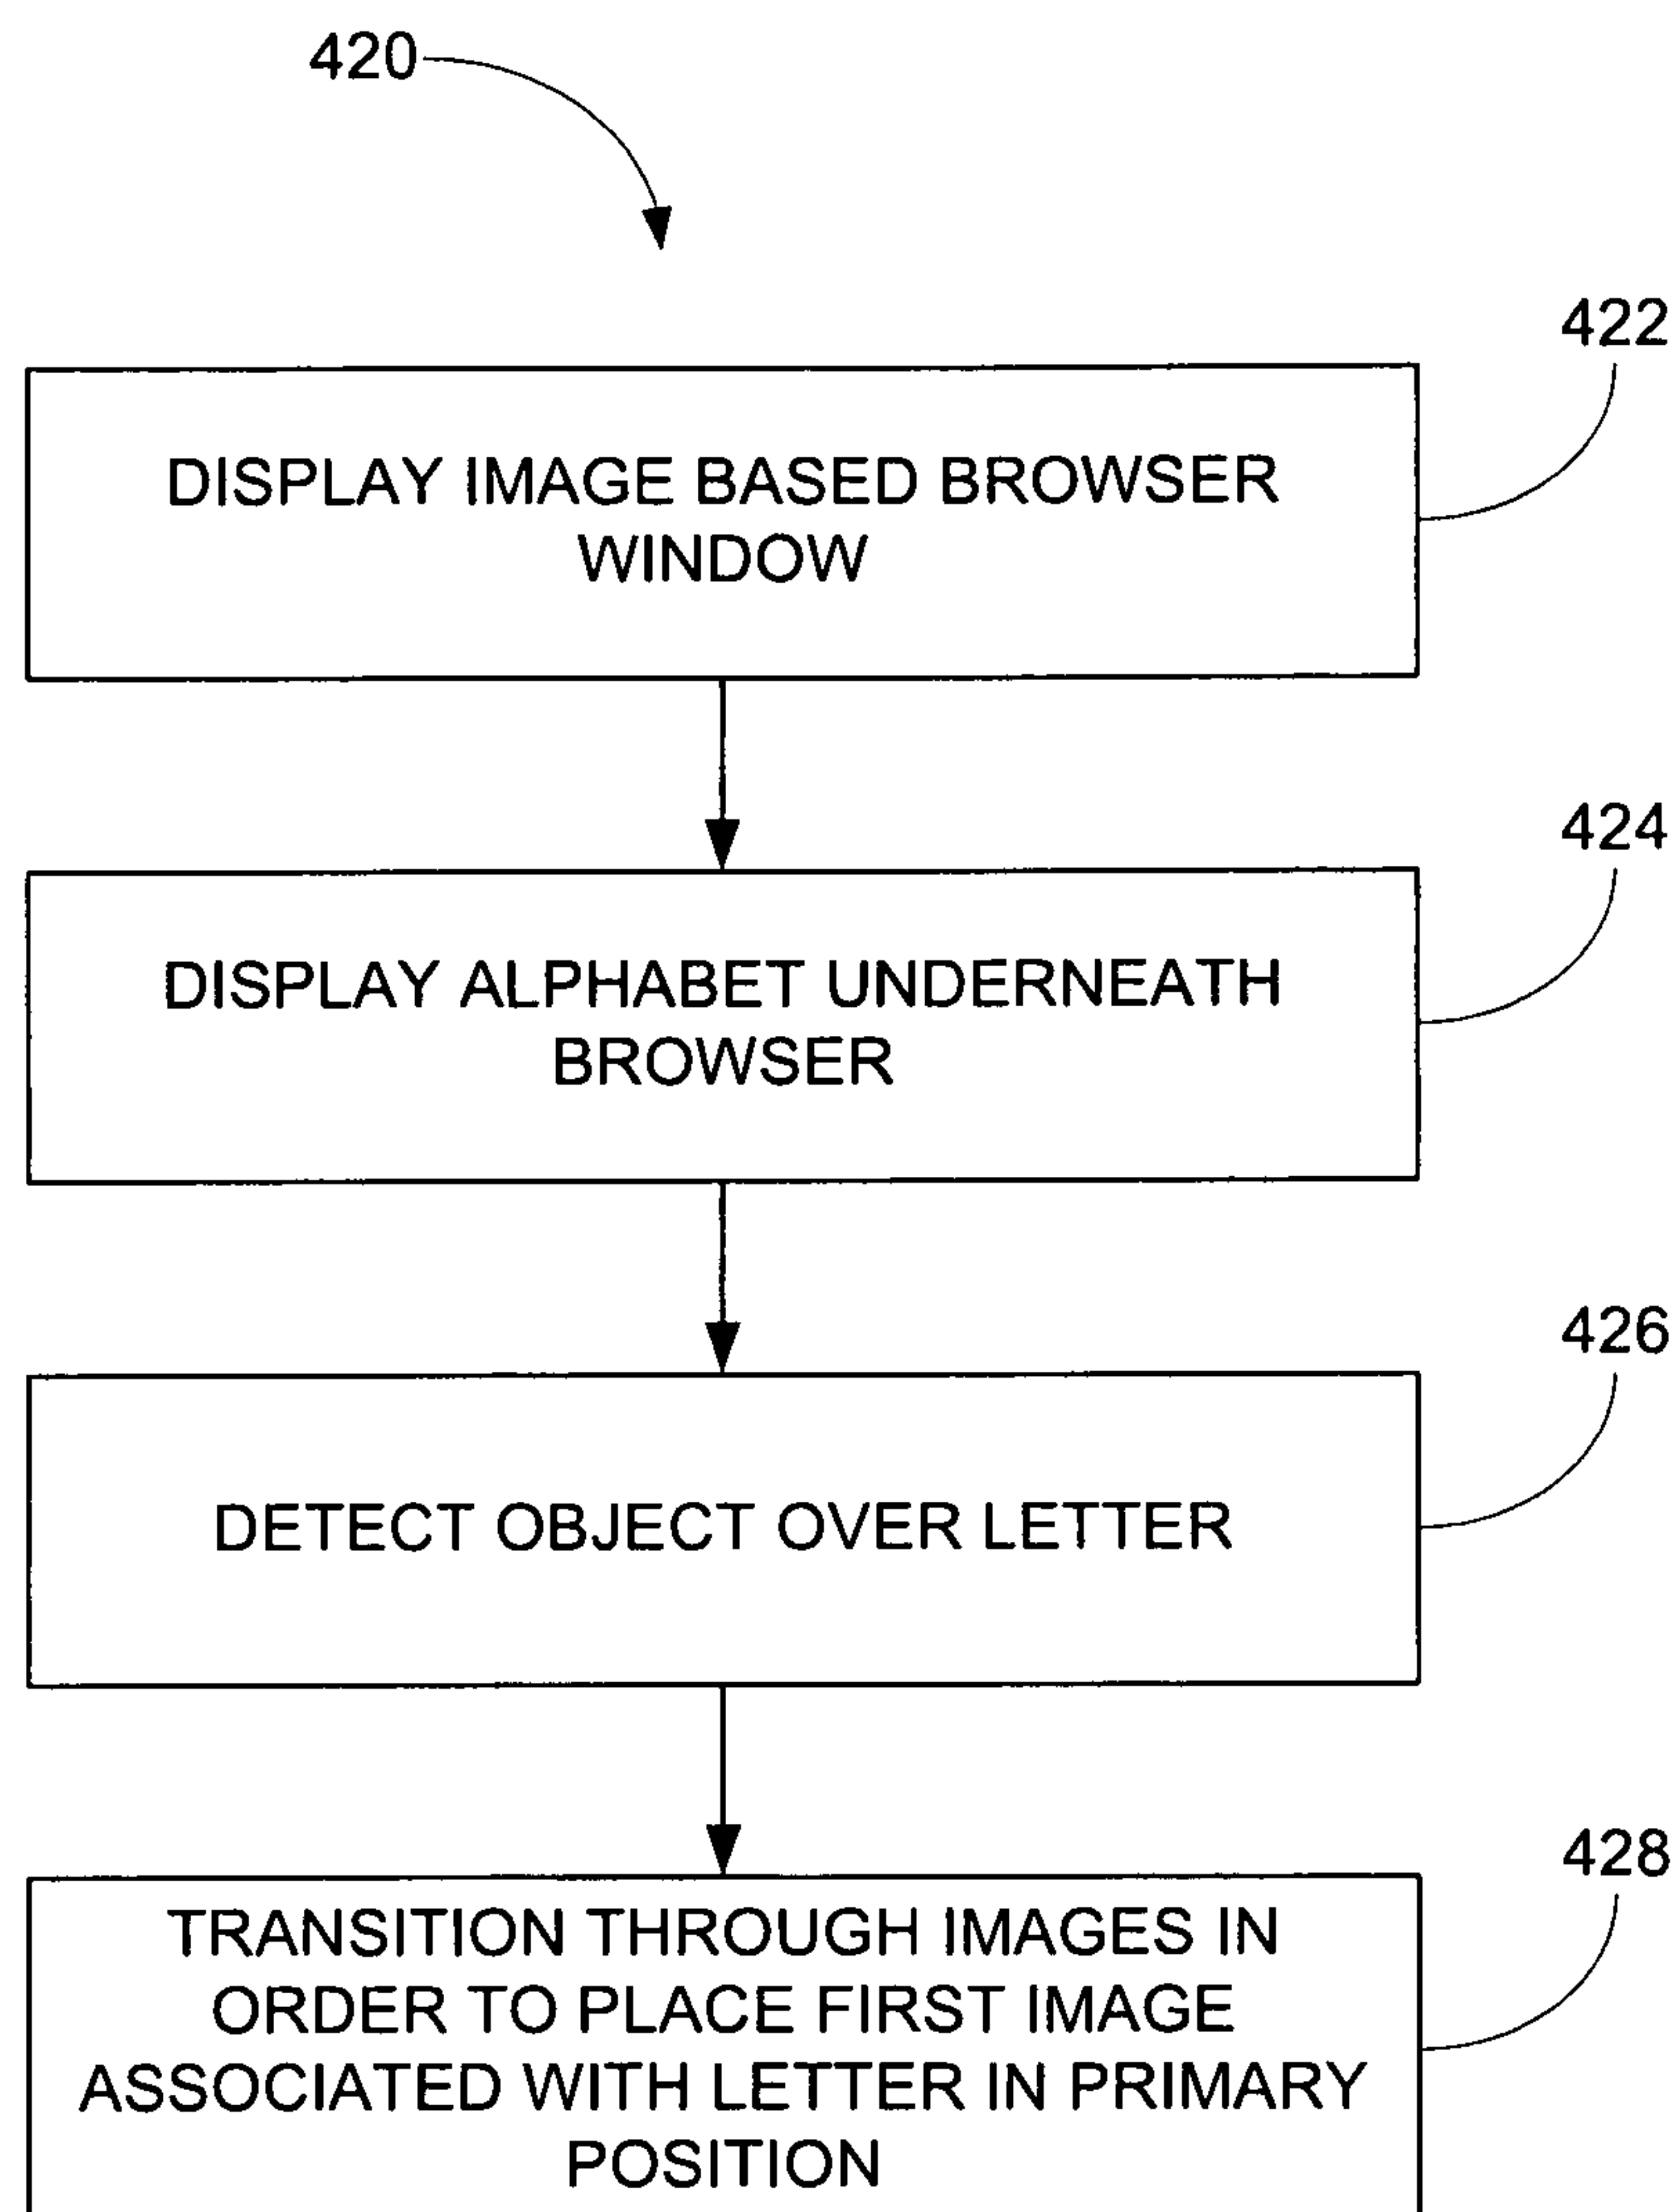 420
422
DISPLAY IMAGE BASED BROWSER
WINDOW
424
DISPLAY ALPHABET UNDERNEATH
BROWSER
426
DETECT OBJECT OVER LETTER
428
TRANSITION THROUGH IMAGES IN
ORDER TO PLACE FIRST IMAGE
ASSOCIATED WITH LETTER IN PRIMARY
POSITION